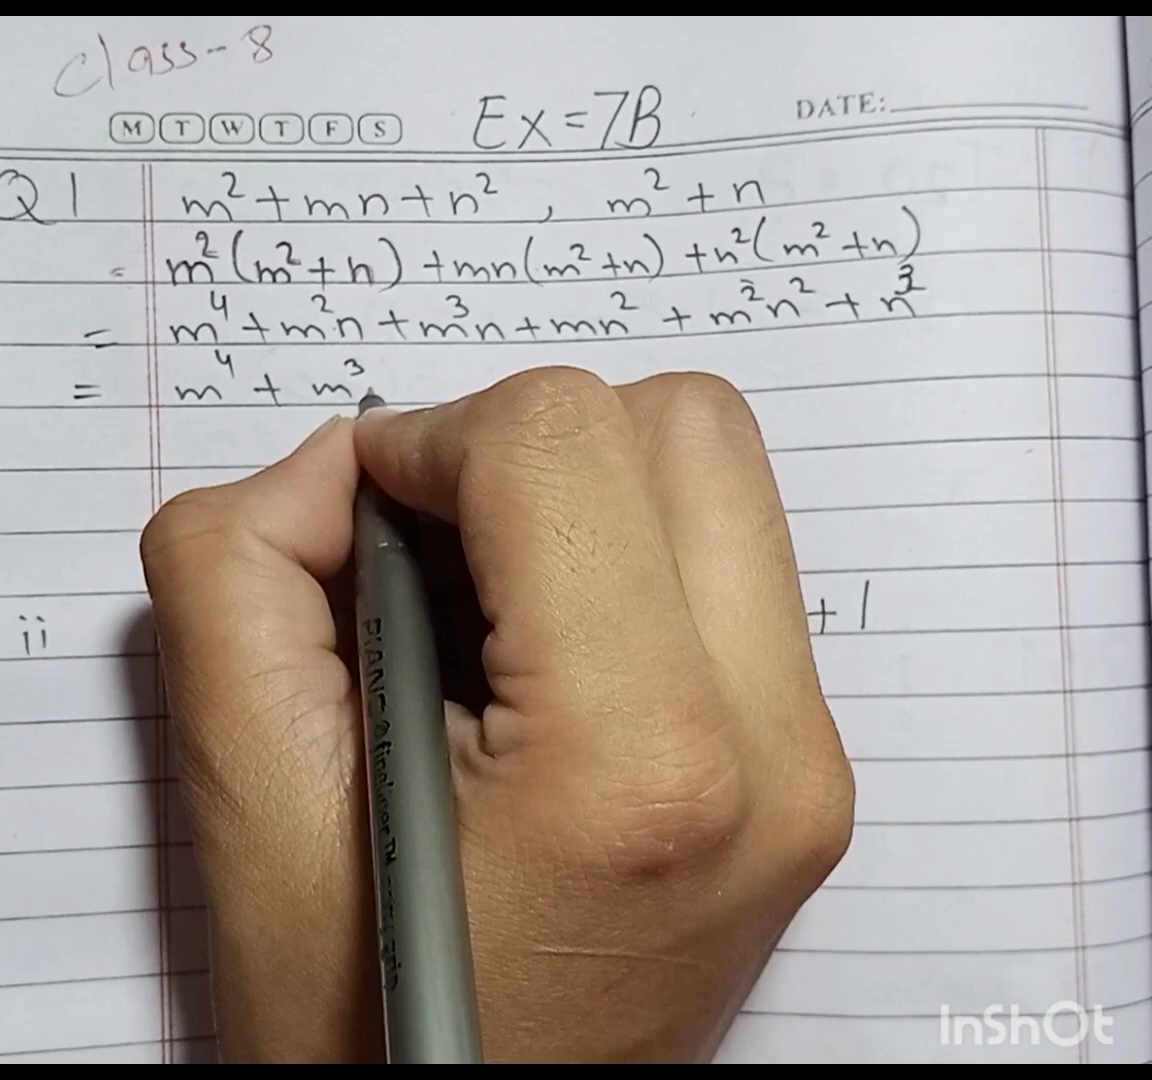 Class-8
M T W T F S Ex=7B DATE:
Q1 m²+mn+n², m²+n
= m²(m²+n)+mn(m²+n)+n²(m²+n)
= m⁴+m²n+m³n+mn²+m²n²+n³
= m⁴+m³
ii +1
InShOt